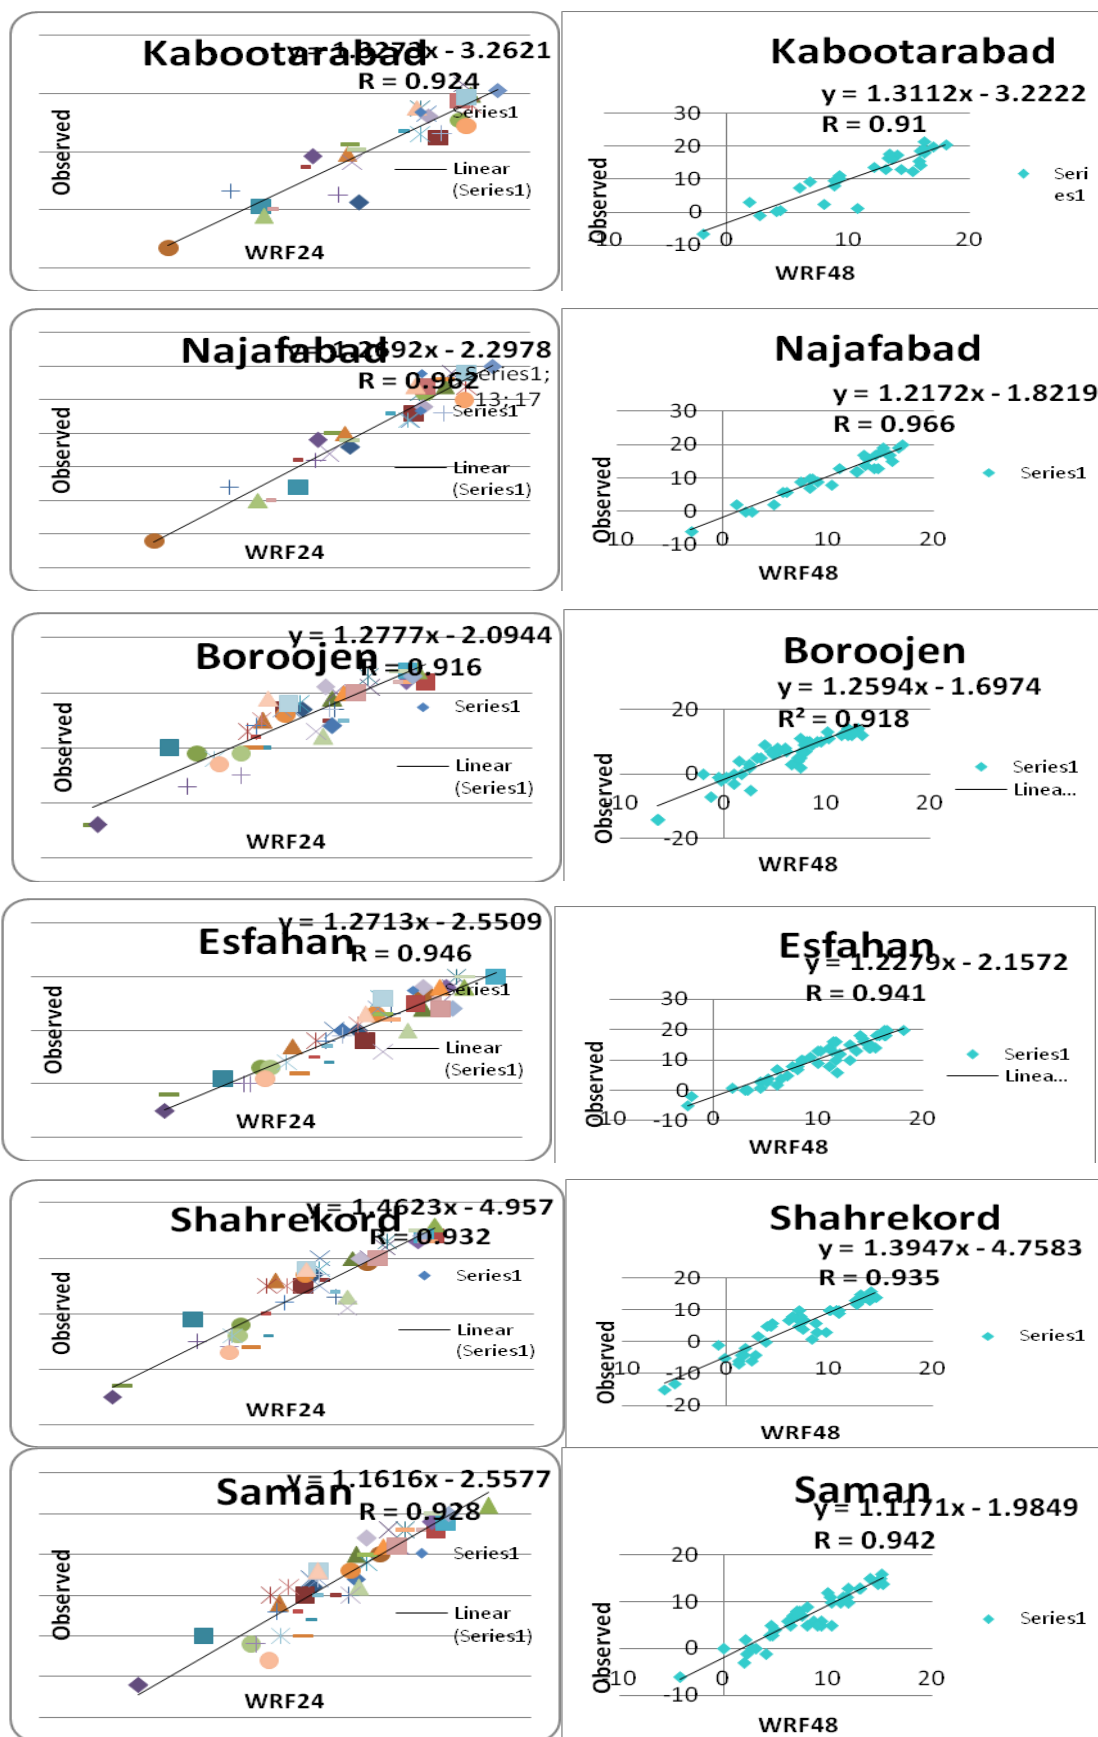 Kabootarabad
R = 0.924
Observed
Series1
Linear
(Series1)
WRF24
Kabootarabad
y = 1.3112x - 3.2222
R = 0.91
30
20
10
0
-10
-10
0
10
20
Observed
Seri
es1
WRF48
Najafabad
y = 1.2692x - 2.2978
R = 0.962
Series1;
13; 17
Observed
Series1
Linear
(Series1)
WRF24
Najafabad
y = 1.2172x - 1.8219
R = 0.966
30
20
10
0
-10
-10
0
10
20
Observed
Series1
WRF48
y = 1.2777x - 2.0944
Boroojen
R = 0.916
Observed
Series1
Linear
(Series1)
WRF24
Boroojen
y = 1.2594x - 1.6974
R² = 0.918
20
0
-20
-10
0
10
20
Observed
Series1
Linea...
WRF48
y = 1.2713x - 2.5509
Esfahan
R = 0.946
Observed
Series1
Linear
(Series1)
WRF24
Esfahan
y = 1.2279x - 2.1572
R = 0.941
30
20
10
0
-10
-10
0
10
20
Observed
Series1
Linea...
WRF48
y = 1.4623x - 4.957
Shahrekord
R = 0.932
Observed
Series1
Linear
(Series1)
WRF24
Shahrekord
y = 1.3947x - 4.7583
R = 0.935
20
10
0
-10
-20
-10
0
10
20
Observed
Series1
WRF48
y = 1.1616x - 2.5577
Saman
R = 0.928
Observed
Series1
Linear
(Series1)
WRF24
Saman
y = 1.1171x - 1.9849
R = 0.942
20
10
0
-10
-10
0
10
20
Observed
Series1
WRF48